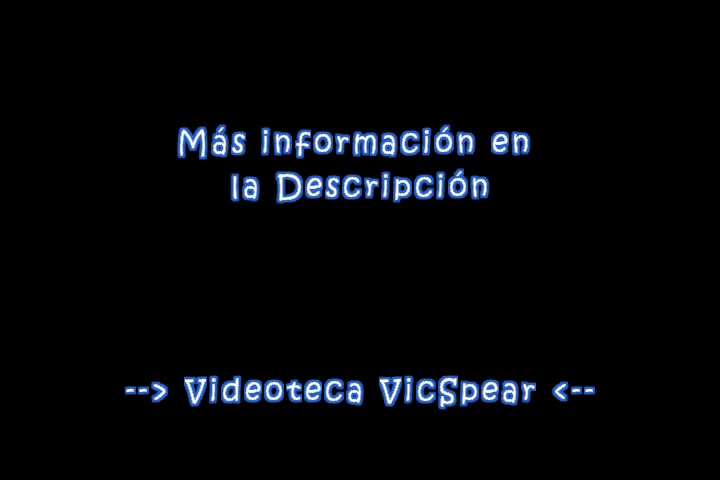 Más información en
la Descripción
--> Videoteca VicSpear <--